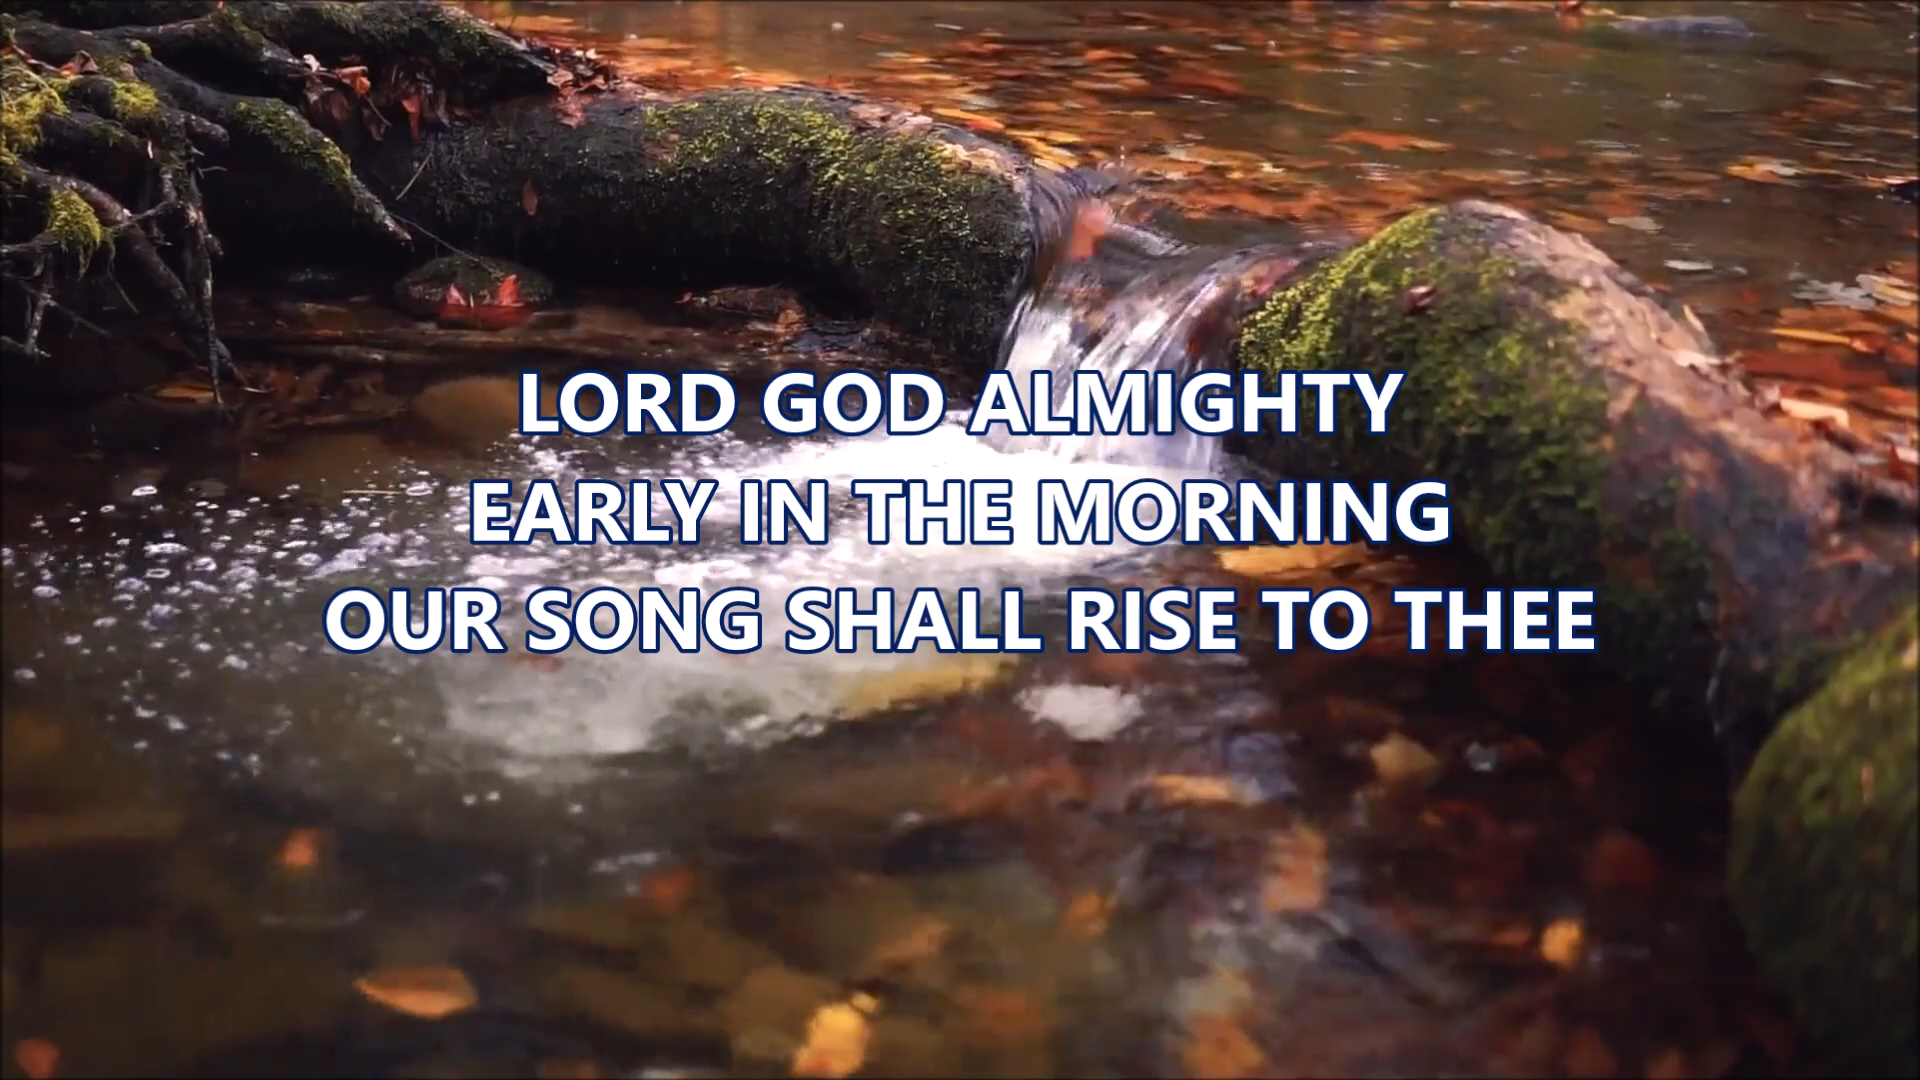 LORD GOD ALMIGHTY
EARLY IN THE MORNING
OUR SONG SHALL RISE TO THEE